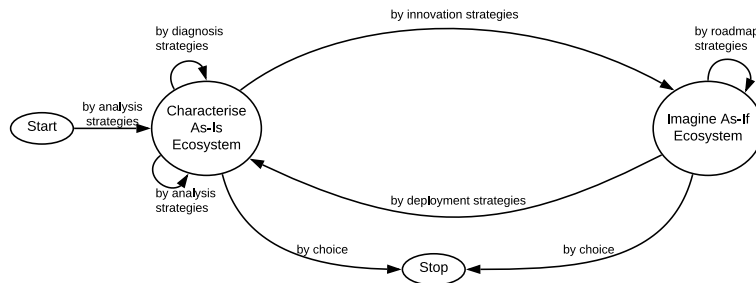 by diagnosis
strategies
by innovation strategies
by roadmap
strategies
by analysis
strategies
Start
Characterise
As-Is
Ecosystem
Imagine As-If
Ecosystem
by analysis
strategies
by deployment strategies
by choice
by choice
Stop